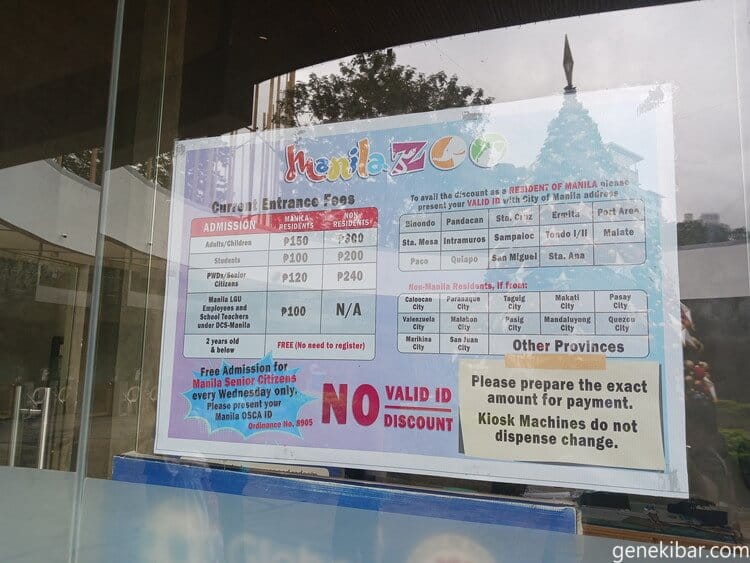 Manila ZOO
Current Entrance Fees
ADMISSION MANILA RESIDENTS NON RESIDENTS
Adults/Children ₱150 ₱300
Students ₱100 ₱200
PWDs/Senior Citizens ₱120 ₱240
Manila LGU Employees and School Teachers under DCS-Manila ₱100 N/A
2 years old & below FREE (No need to register)
To avail the discount as a RESIDENT OF MANILA please
present your VALID ID with City of Manila address
Binondo Pandacan Sta. Cruz Ermita Port Area
Sta. Mesa Intramuros Sampaloc Tondo I/II Malate
Paco Quiapo San Miguel Sta. Ana
Non-Manila Residents, if from:
Caloocan City Paranaque City Taguig City Makati City Pasay City
Valenzuela City Malabon City Pasig City Mandaluyong City Quezon City
Marikina City San Juan City Other Provinces
Free Admission for
Manila Senior Citizens
every Wednesday only.
Please present your
Manila OSCA ID
Ordinance No. 8905
NO VALID ID
DISCOUNT
Please prepare the exact
amount for payment.
Kiosk Machines do not
dispense change.
genekibar.com